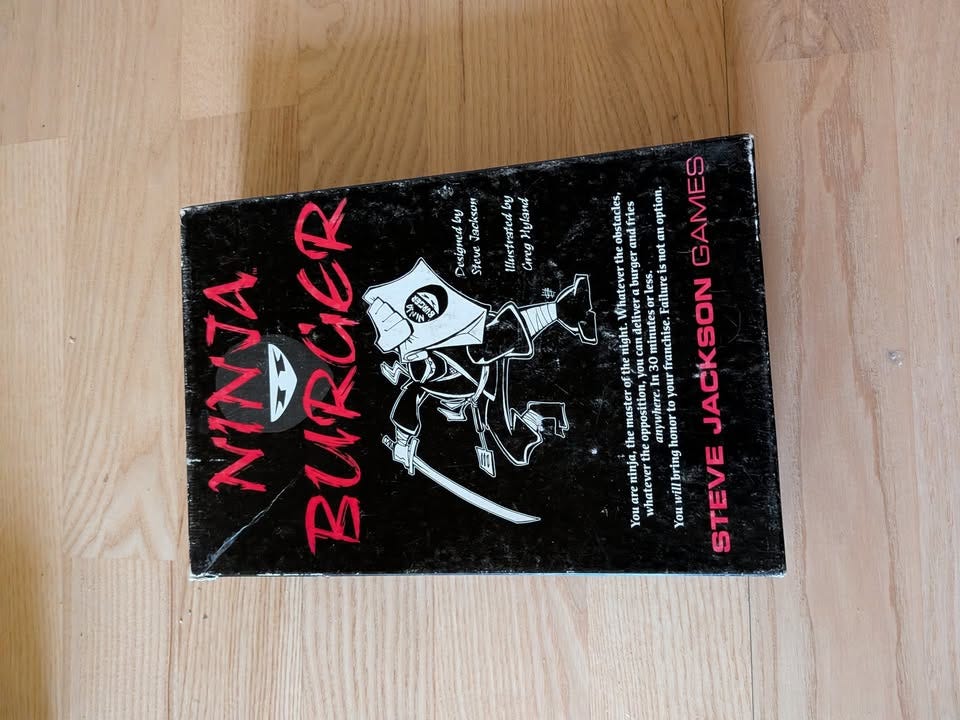 NINJA™
BURGER
NINJA
BURGER
Designed by
Steve Jackson
Illustrated by
Greg Hyland
You are ninja, the master of the night. Whatever the obstacles,
whatever the opposition, you can deliver a burger and fries
anywhere. In 30 minutes or less.
You will bring honor to your franchise. Failure is not an option.
STEVE JACKSON GAMES